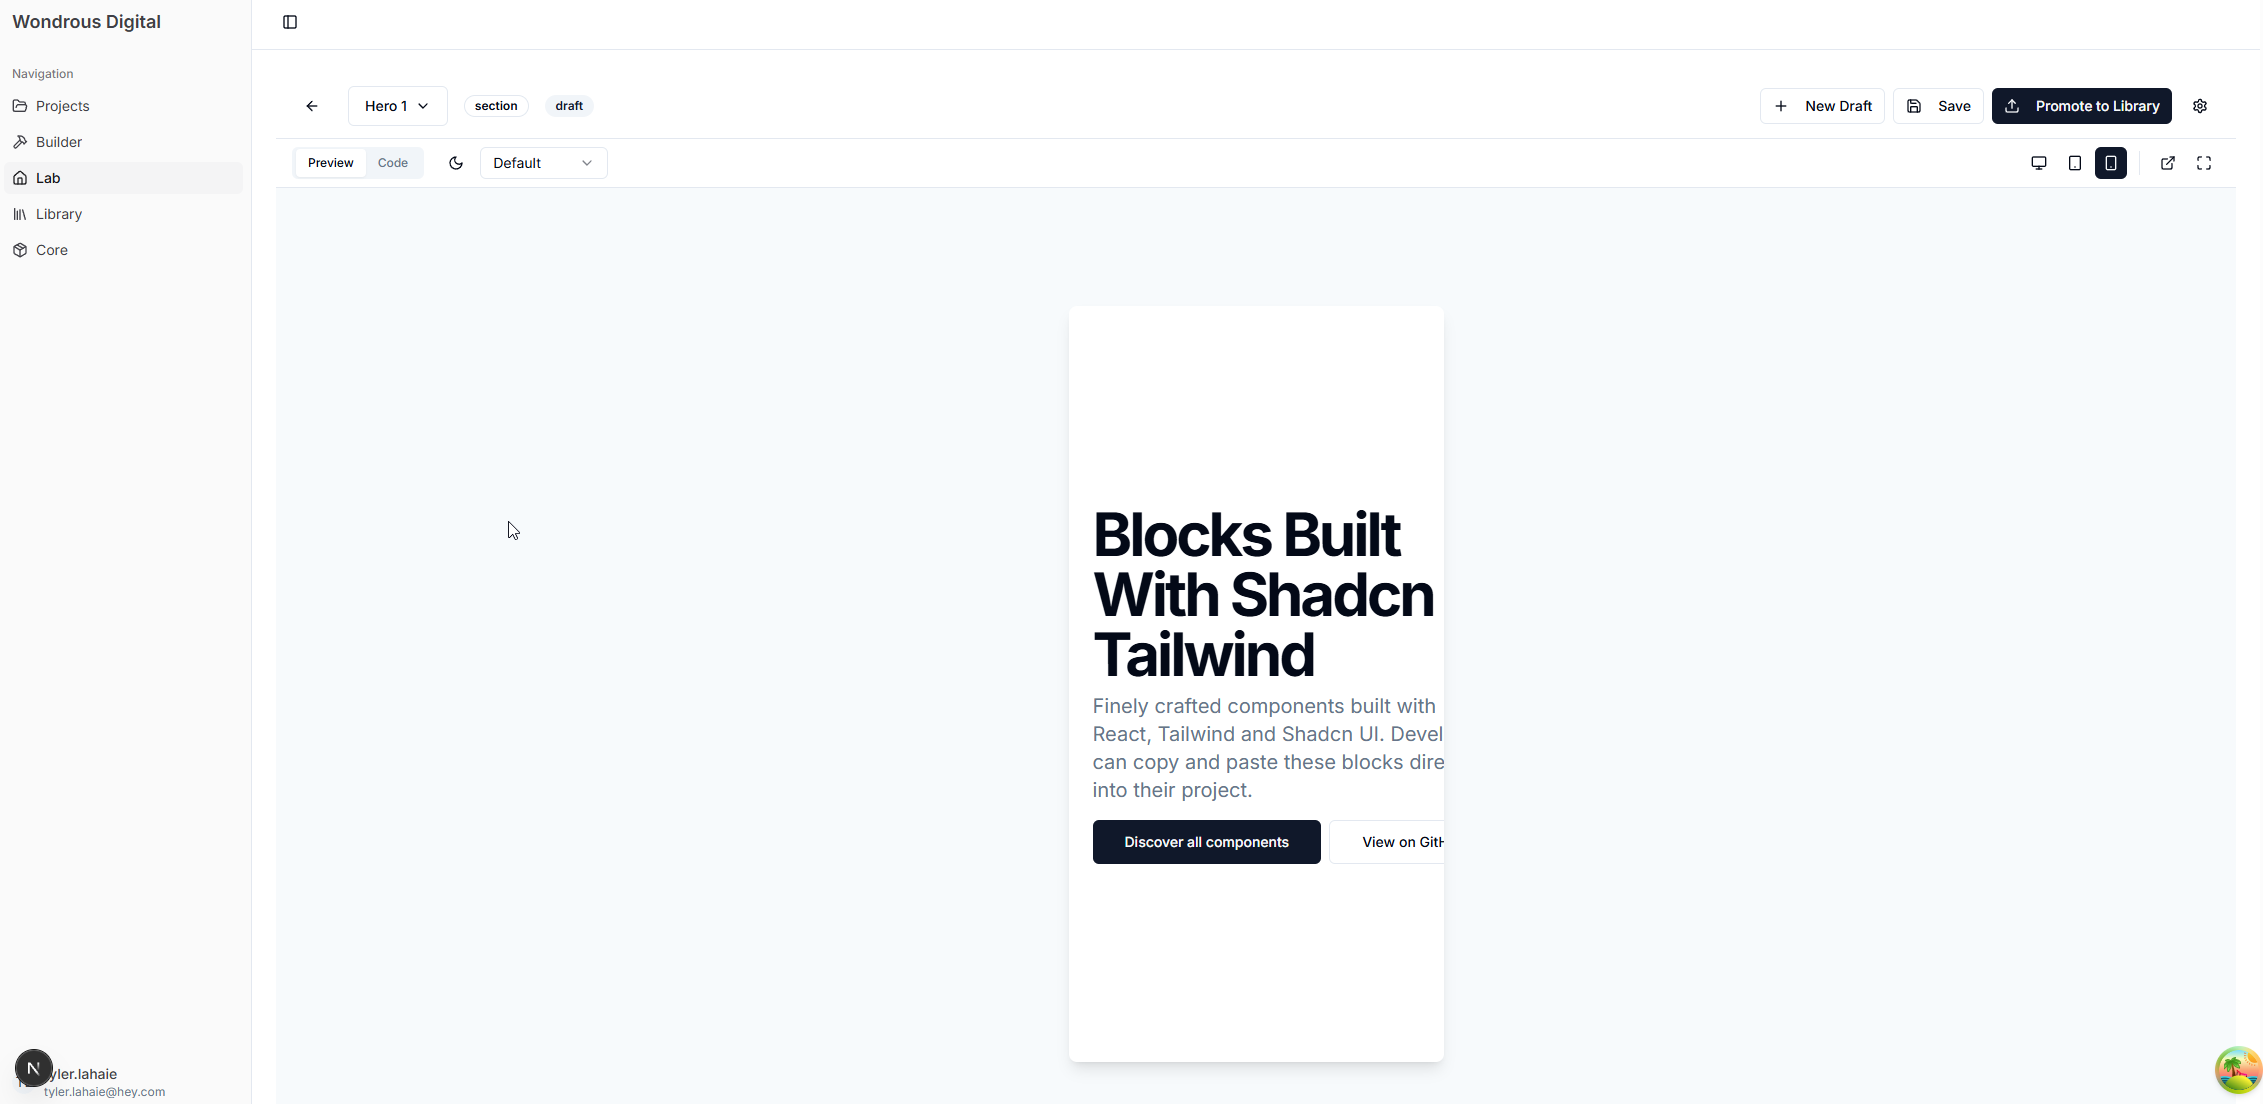 Wondrous Digital
Navigation
Projects
Builder
Lab
Library
Core
Hero 1
section
draft
New Draft
Save
Promote to Library
Preview
Code
Default
Blocks Built
With Shadcn
Tailwind
Finely crafted components built with
React, Tailwind and Shadcn UI. Devel
can copy and paste these blocks dire
into their project.
Discover all components
View on Git
N
yler.lahaie
tyler.lahaie@hey.com